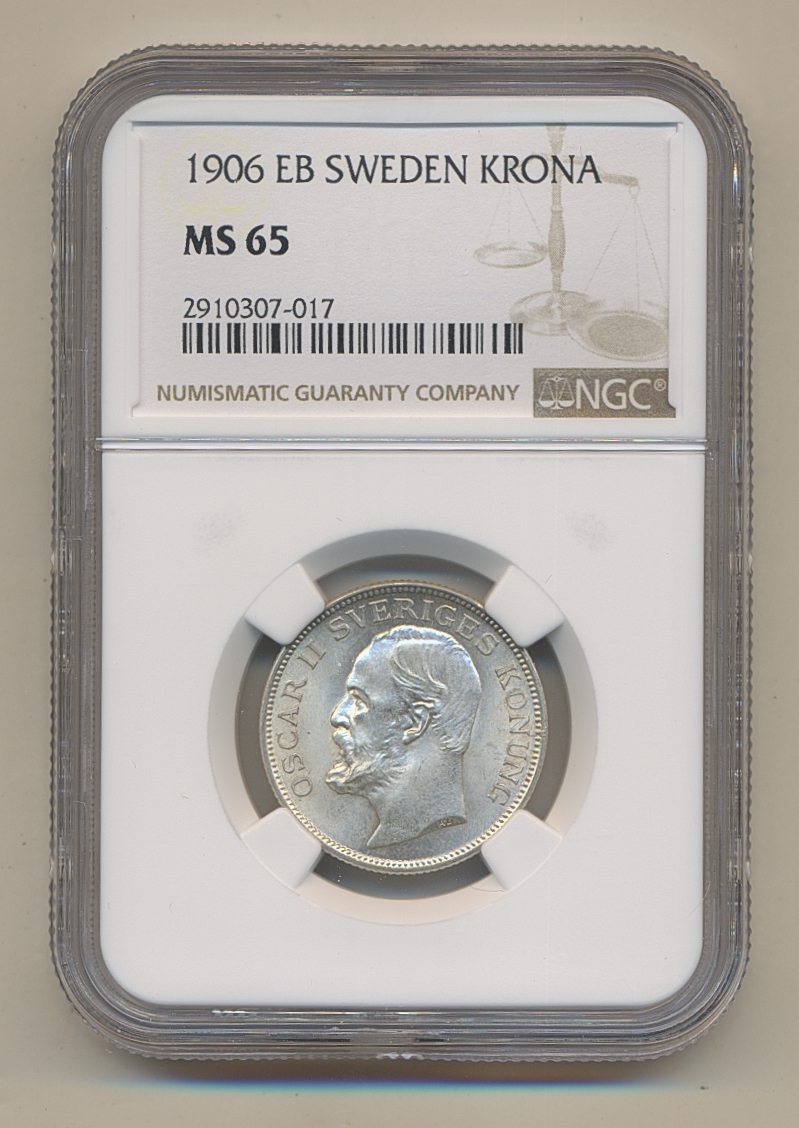 1906 EB SWEDEN KRONA
MS 65
2910307-017
NUMISMATIC GUARANTY COMPANY
NGC®
OSCAR II SVERIGES KONUNG